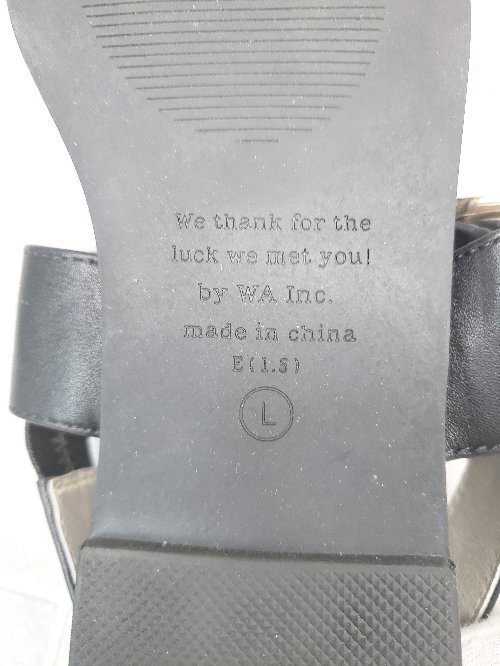 We thank for the
luck we met you!
by WA Inc.
made in china
E(1.5)
L